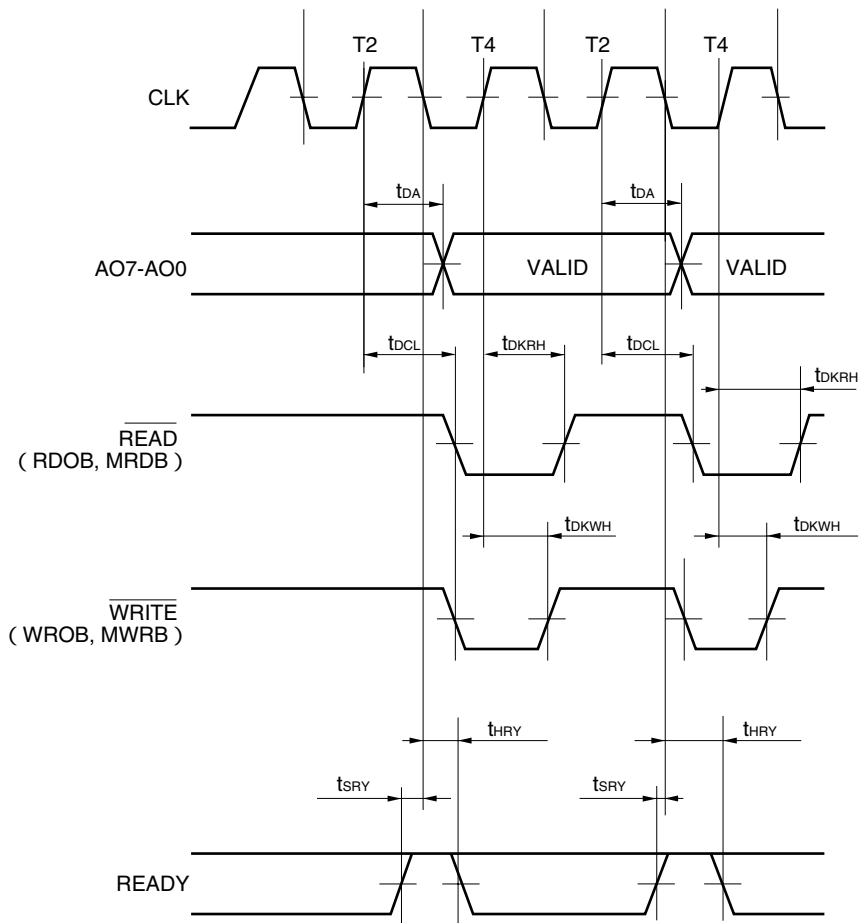 T2 T4 T2 T4
CLK
tDA tDA
AO7-AO0 VALID VALID
tDCL tDKRH tDCL
tDKRH
READ
( RDOB, MRDB )
tDKWH tDKWH
WRITE
( WROB, MWRB )
tHRY tHRY
tSRY tSRY
READY